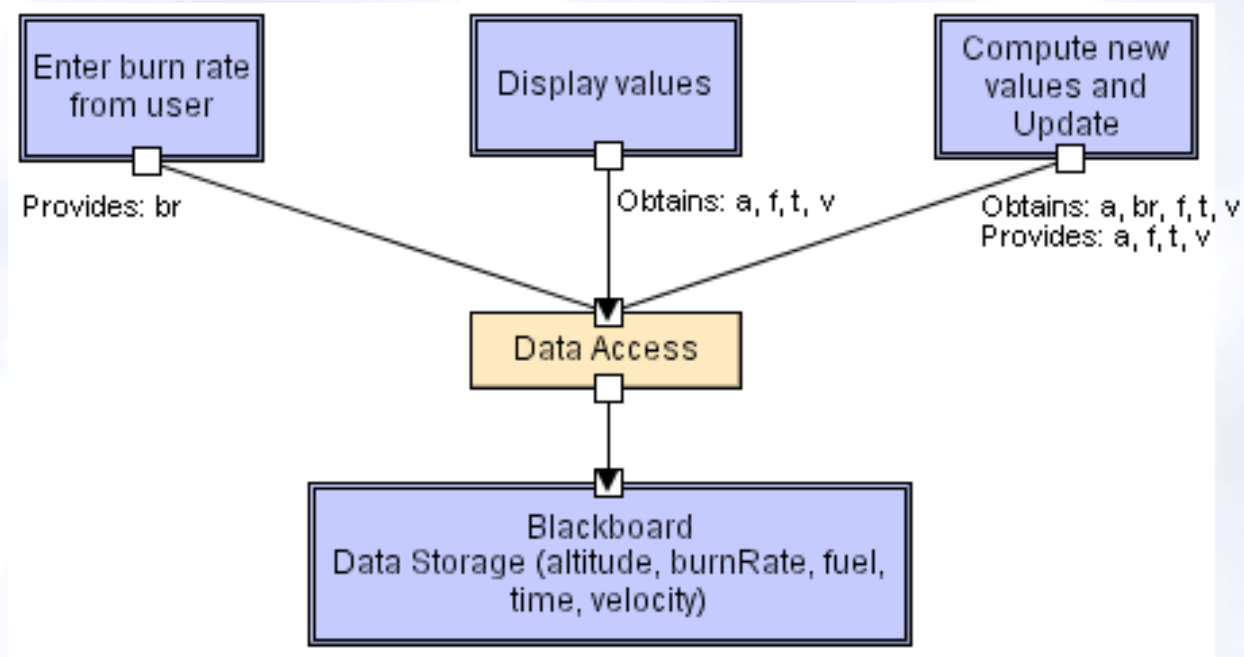 Enter burn rate
from user
Display values
Compute new
values and
Update
Provides: br
Obtains: a, f, t, v
Obtains: a, br, f, t, v
Provides: a, f, t, v
Data Access
Blackboard
Data Storage (altitude, burnRate, fuel,
time, velocity)